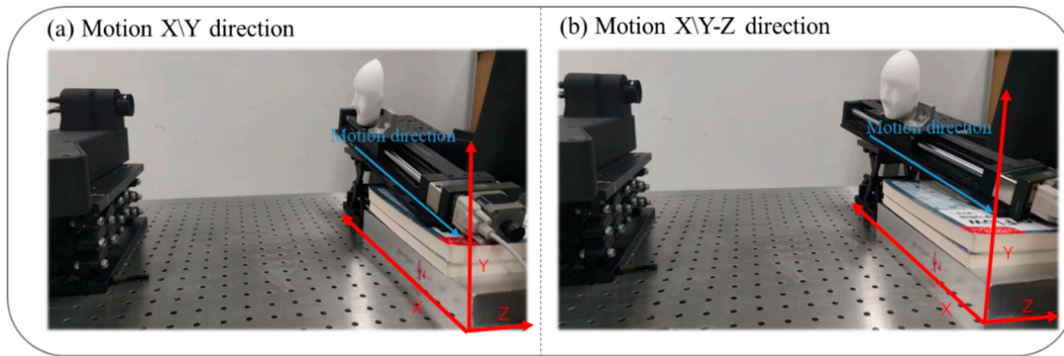 (a) Motion X\Y direction
(b) Motion X\Y-Z direction
Motion direction
Y
X
Z
Motion direction
Y
X
Z